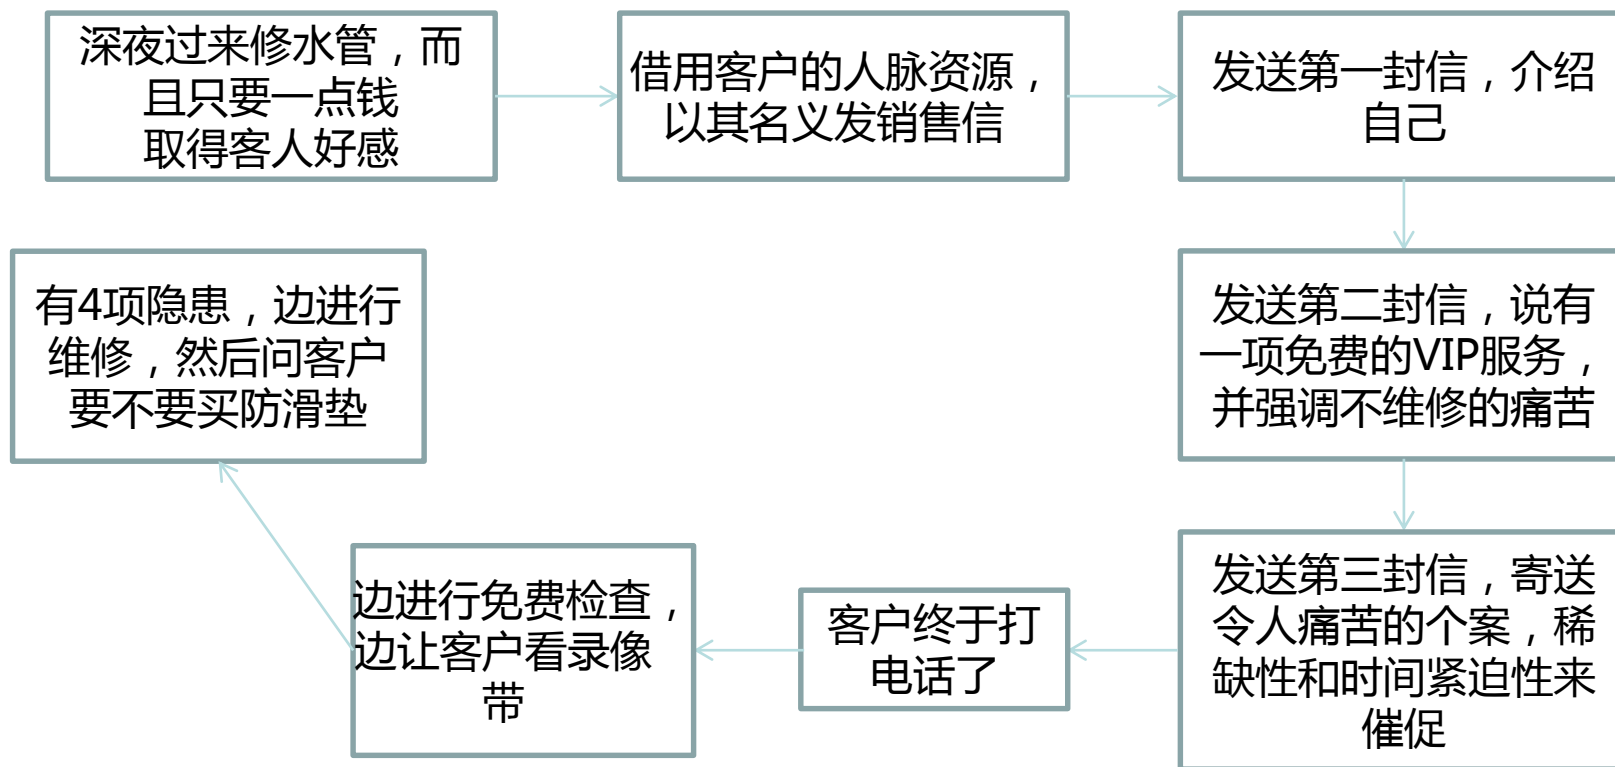 深夜过来修水管，而
且只要一点钱
取得客人好感
借用客户的人脉资源，
以其名义发销售信
发送第一封信，介绍
自己
发送第二封信，说有
一项免费的VIP服务，
并强调不维修的痛苦
发送第三封信，寄送
令人痛苦的个案，稀
缺性和时间紧迫性来
催促
客户终于打
电话了
边进行免费检查，
边让客户看录像
带
有4项隐患，边进行
维修，然后问客户
要不要买防滑垫